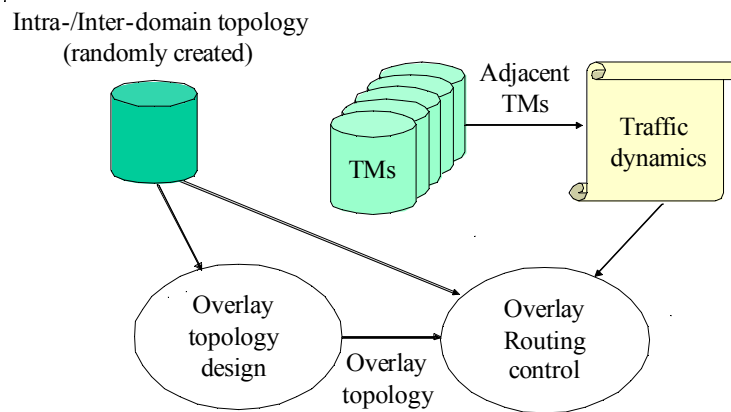 Intra-/Inter-domain topology
(randomly created)
Adjacent
TMs
TMs
Traffic
dynamics
Overlay
topology
design
Overlay
topology
Overlay
Routing
control